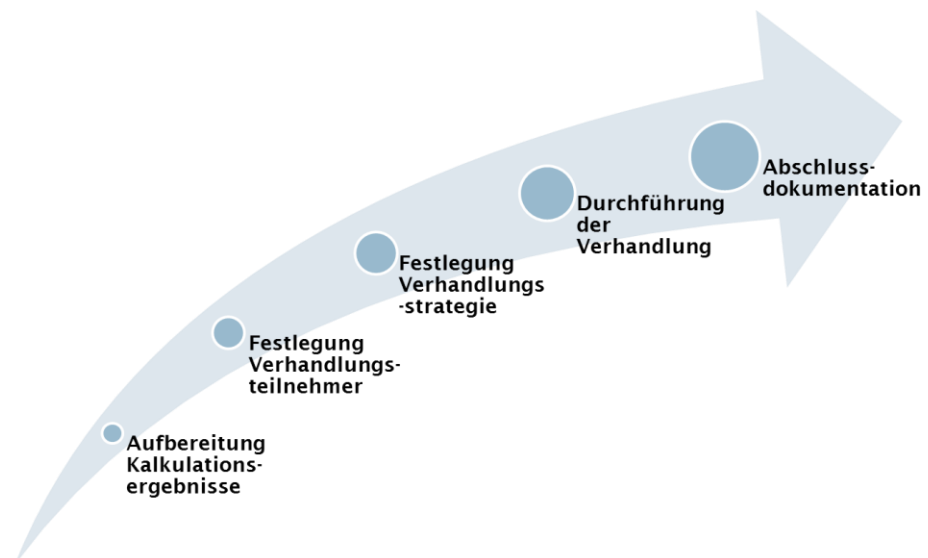 Aufbereitung
Kalkulations-
ergebnisse
Festlegung
Verhandlungs-
teilnehmer
Festlegung
Verhandlungs
-strategie
Durchführung
der
Verhandlung
Abschluss-
dokumentation